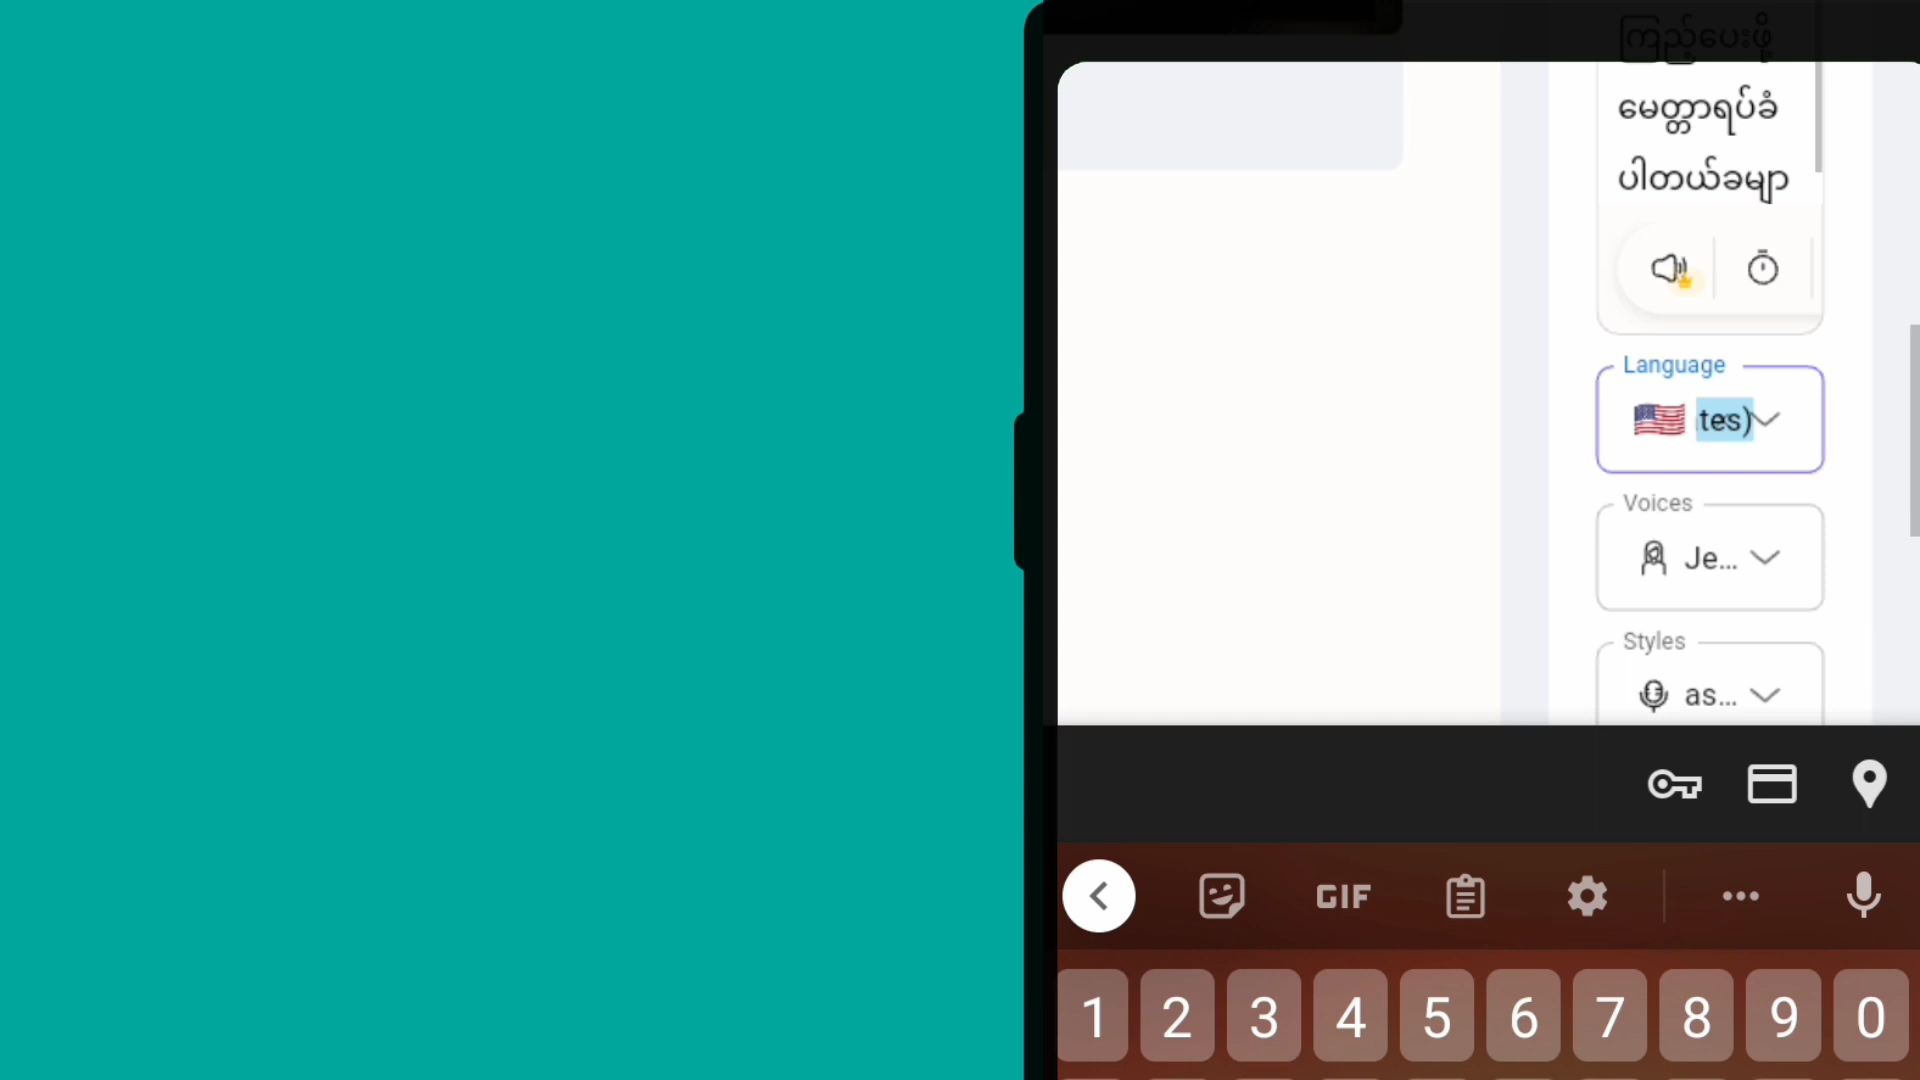 ကြည့်ပေးဖို့
မေတ္တာရပ်ခံ
ပါတယ်ခမျာ
Language
tes)
Voices
Je...
Styles
as...
GIF
1 2 3 4 5 6 7 8 9 0